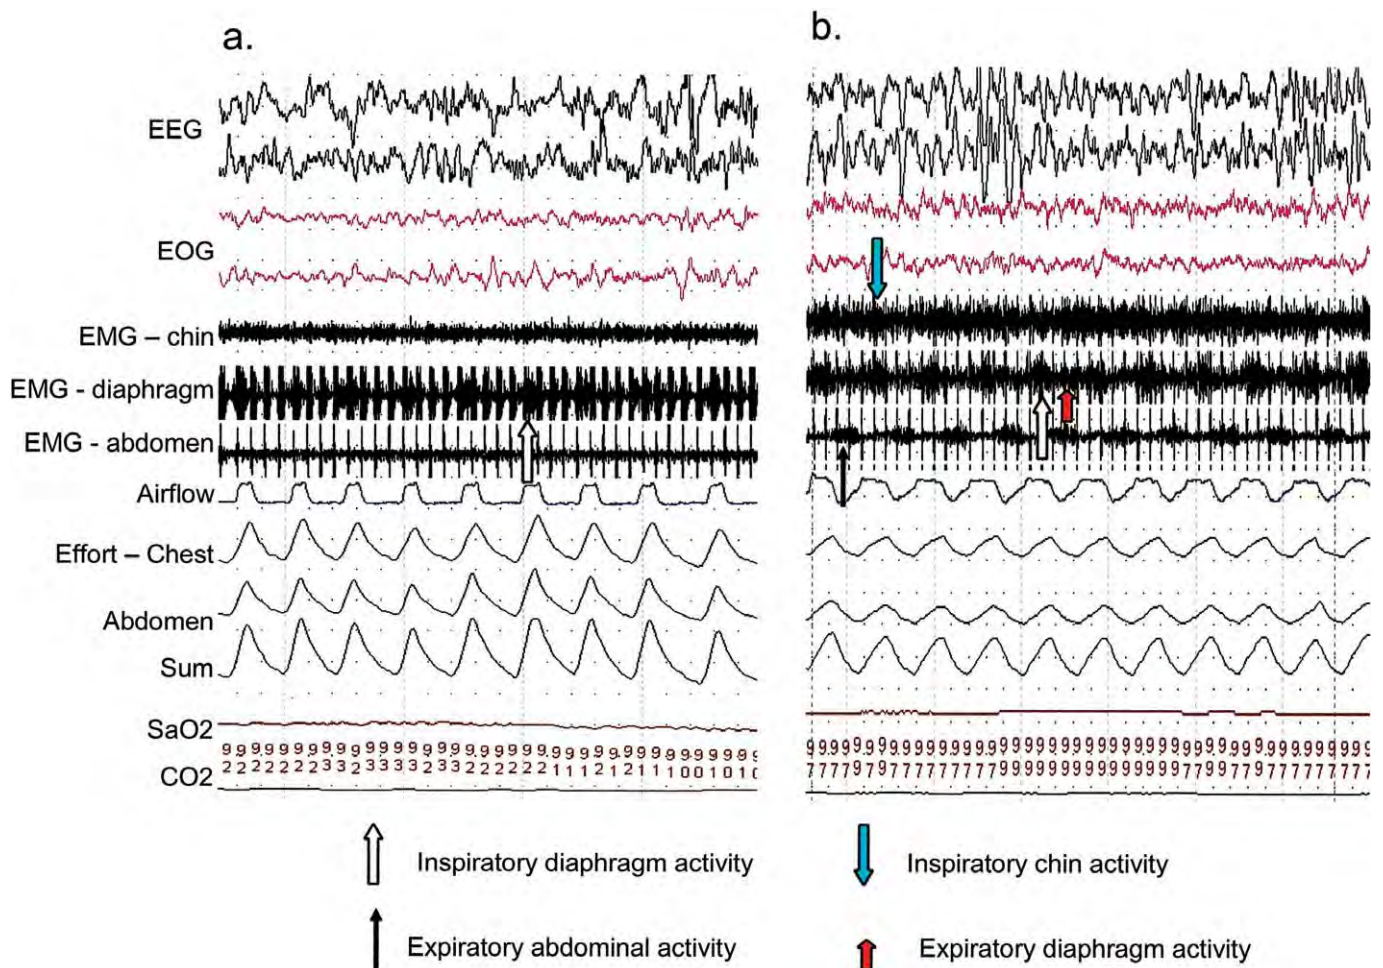 a.
b.
EEG
EOG
EMG – chin
EMG - diaphragm
EMG - abdomen
Airflow
Effort – Chest
Abdomen
Sum
SaO2
CO2
Inspiratory diaphragm activity
Inspiratory chin activity
Expiratory abdominal activity
Expiratory diaphragm activity